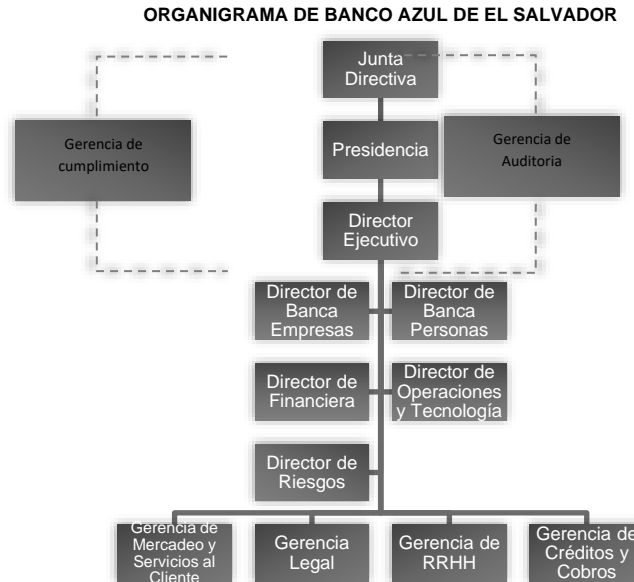 ORGANIGRAMA DE BANCO AZUL DE EL SALVADOR
Junta
Directiva
Gerencia de
cumplimiento
Presidencia
Gerencia de
Auditoria
Director
Ejecutivo
Director de
Banca
Empresas
Director de
Banca
Personas
Director de
Financiera
Director de
Operaciones
y Tecnología
Director de
Riesgos
Gerencia de
Mercadeo y
Servicios al
Cliente
Gerencia
Legal
Gerencia de
RRHH
Gerencia de
Créditos y
Cobros